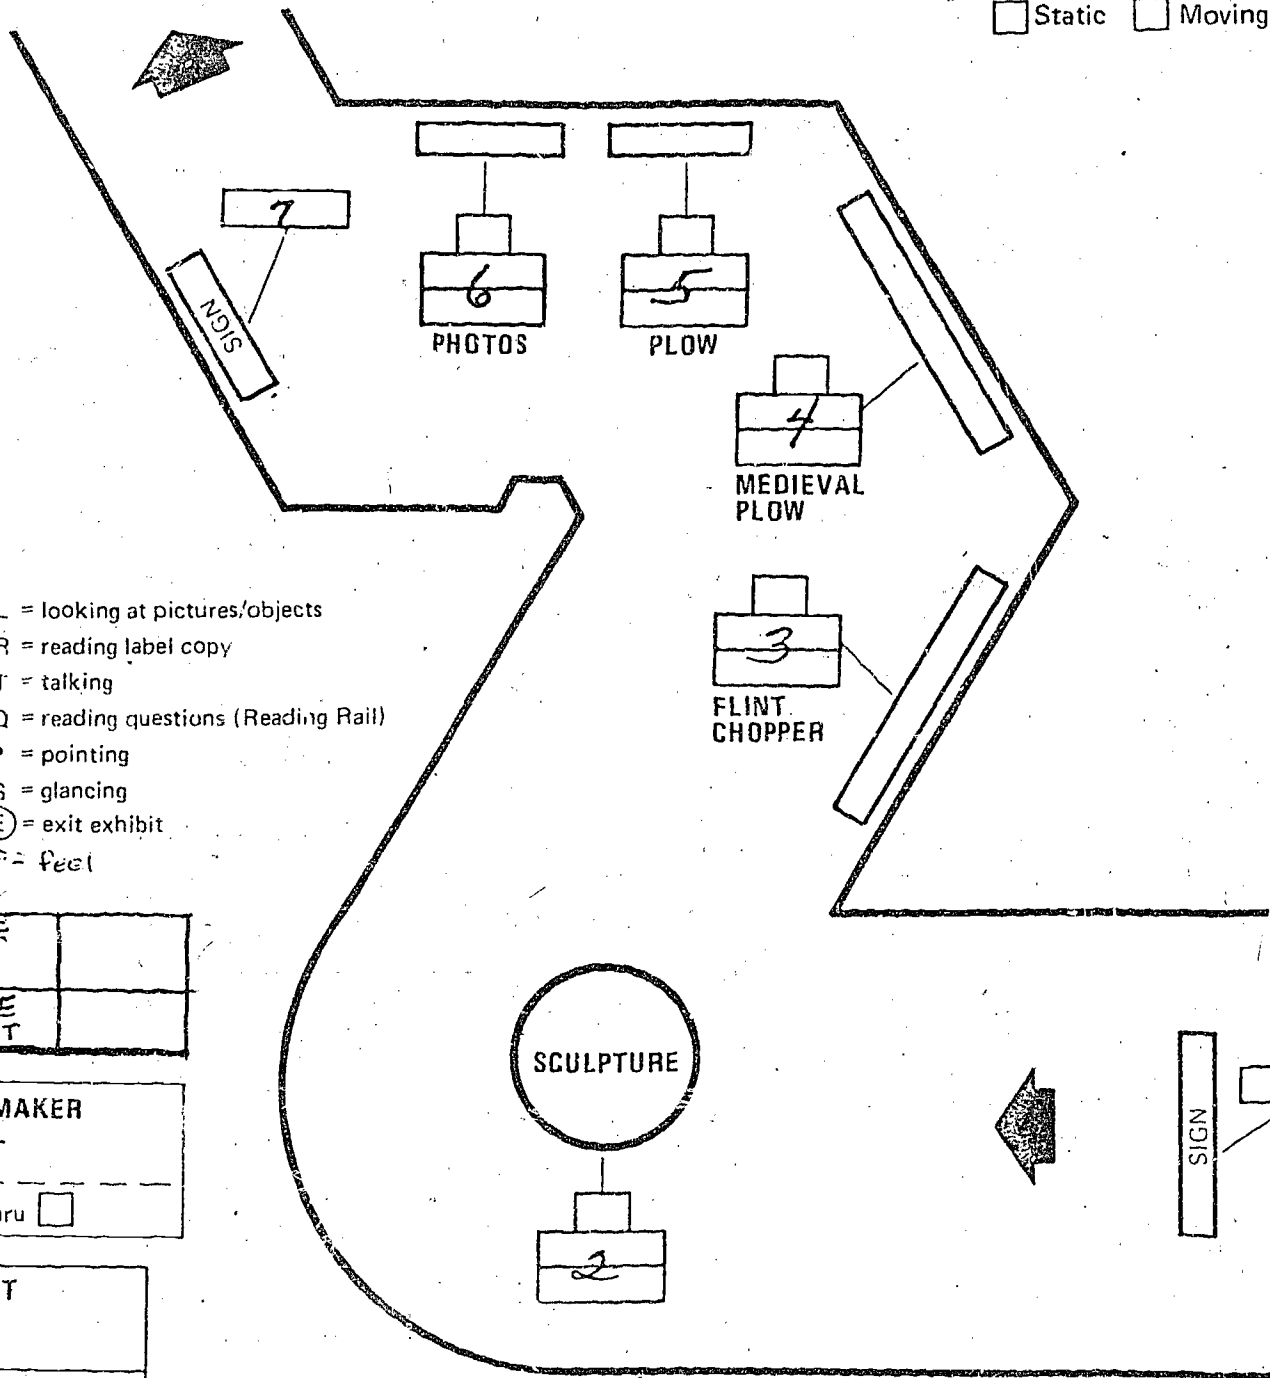 Static Moving
7
SIGN
6
PHOTOS
5
PLOW
4
MEDIEVAL
PLOW
3
FLINT
CHOPPER
= looking at pictures/objects
= reading label copy
= talking
= reading questions (Reading Rail)
= pointing
= glancing
E = exit exhibit
= feel
E
T
MAKER
SCULPTURE
SIGN
ru
2
T